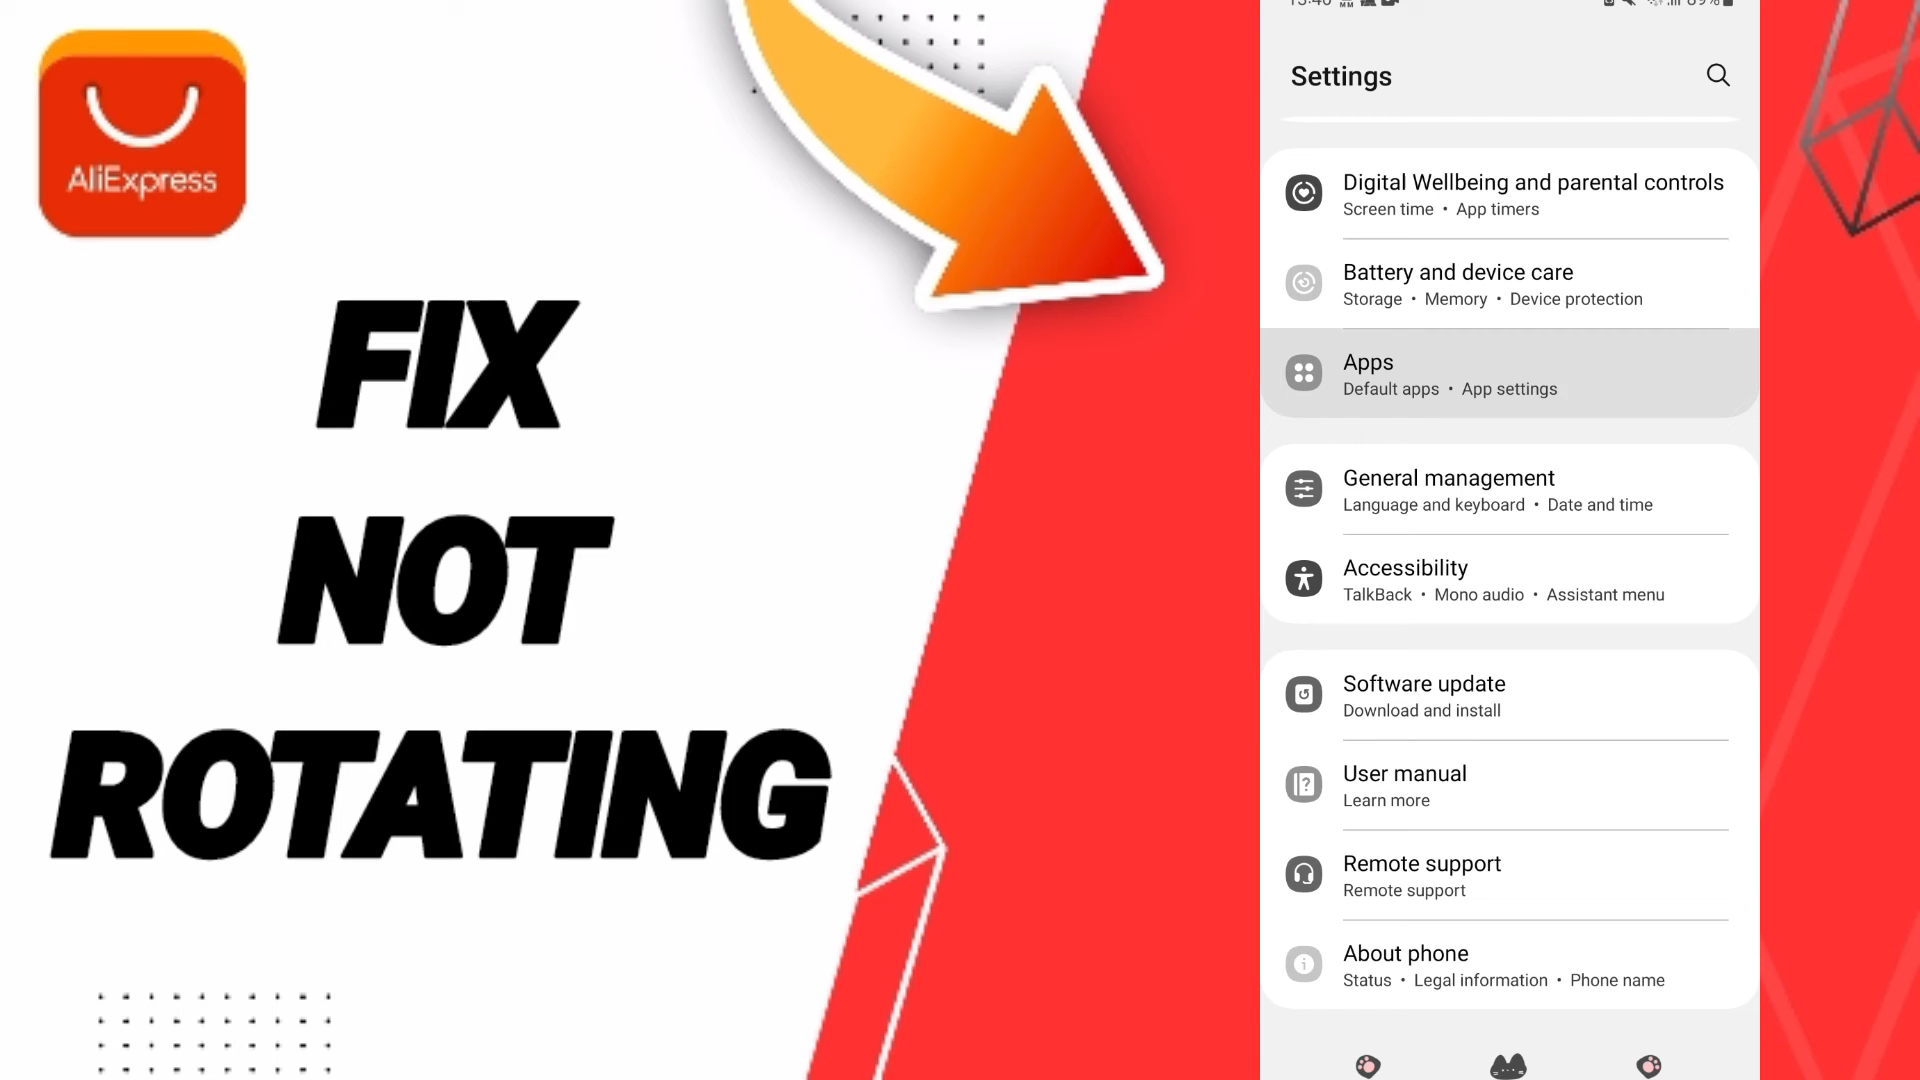 AliExpress
FIX
NOT
ROTATING
Settings
Digital Wellbeing and parental controls
Screen time • App timers
Battery and device care
Storage • Memory • Device protection
Apps
Default apps • App settings
General management
Language and keyboard • Date and time
Accessibility
TalkBack • Mono audio • Assistant menu
Software update
Download and install
User manual
Learn more
Remote support
Remote support
About phone
Status • Legal information • Phone name